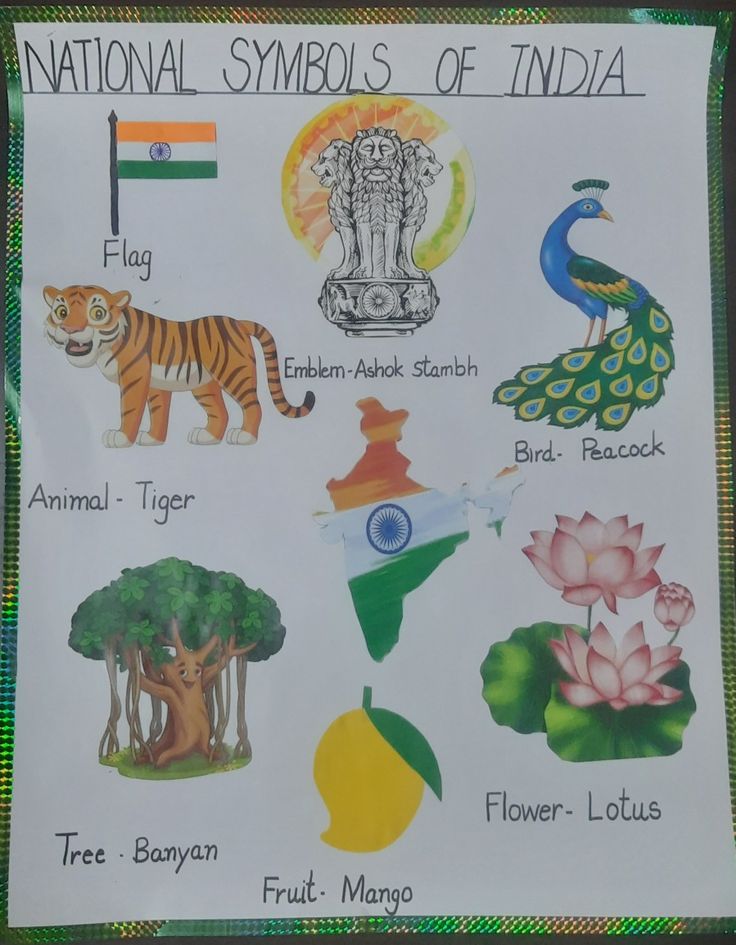 NATIONAL SYMBOLS OF INDIA
Flag
Emblem-Ashok Stambh
Bird- Peacock
Animal - Tiger
Flower- Lotus
Tree - Banyan
Fruit- Mango